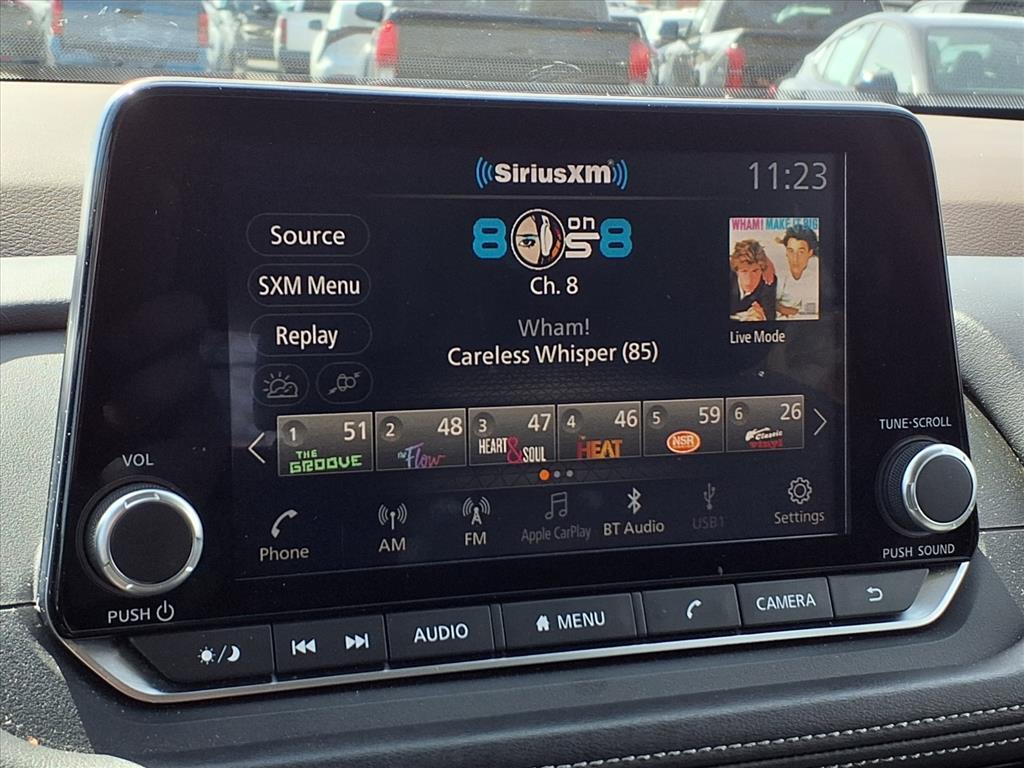 SiriusXM
11:23
80s on 8
WHAM! MAKE IT BIG
Source
SXM Menu
Replay
Ch. 8
Wham!
Careless Whisper (85)
Live Mode
1 51 THE GROOVE
2 48 the Flow
3 47 HEART & SOUL
4 46 HEAT
5 59 NSR
6 26 Classic Vinyl
VOL
TUNE·SCROLL
Phone
AM
FM
Apple CarPlay
BT Audio
USB1
Settings
PUSH
PUSH SOUND
AUDIO
MENU
CAMERA